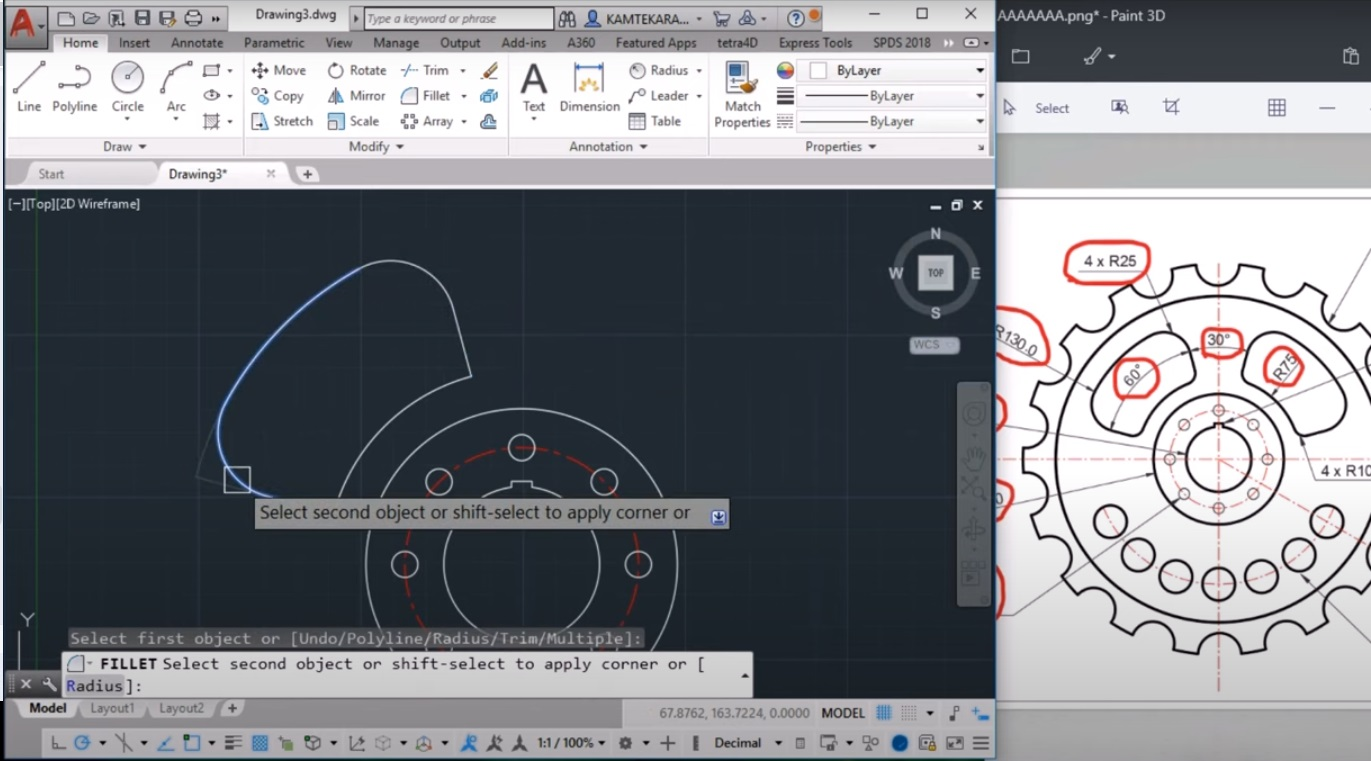 Drawing3.dwg
Type a keyword or phrase
KAMTEKARA...
AAAAAAA.png* - Paint 3D
Home Insert Annotate Parametric View Manage Output Add-ins A360 Featured Apps tetra4D Express Tools SPDS 2018
Line Polyline Circle Arc
Move Rotate Trim
Copy Mirror Fillet
Stretch Scale Array
Text Dimension
Radius
Leader
Table
Match
Properties
ByLayer
ByLayer
ByLayer
Draw Modify Annotation Properties
Select
Start Drawing3*
[−][Top][2D Wireframe]
N
W TOP E
S
WCS
4 x R25
R130.0
30°
60°
R75
4 x R10
Select second object or shift-select to apply corner or
Y
Select first object or [Undo/Polyline/Radius/Trim/Multiple]:
FILLET Select second object or shift-select to apply corner or [
Radius]:
Model Layout1 Layout2 +
67.8762, 163.7224, 0.0000 MODEL
1:1 / 100% Decimal